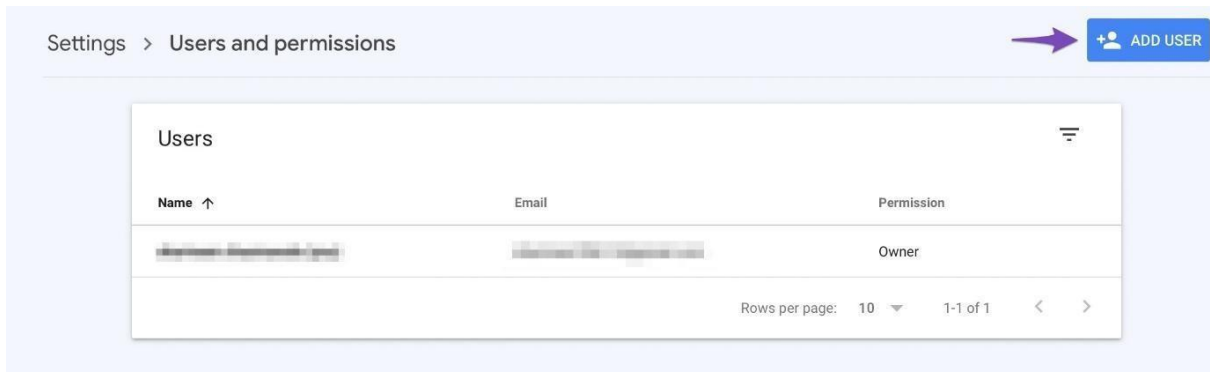 Settings > Users and permissions
ADD USER
Users
Name ↑ Email Permission
Owner
Rows per page: 10 1-1 of 1 < >